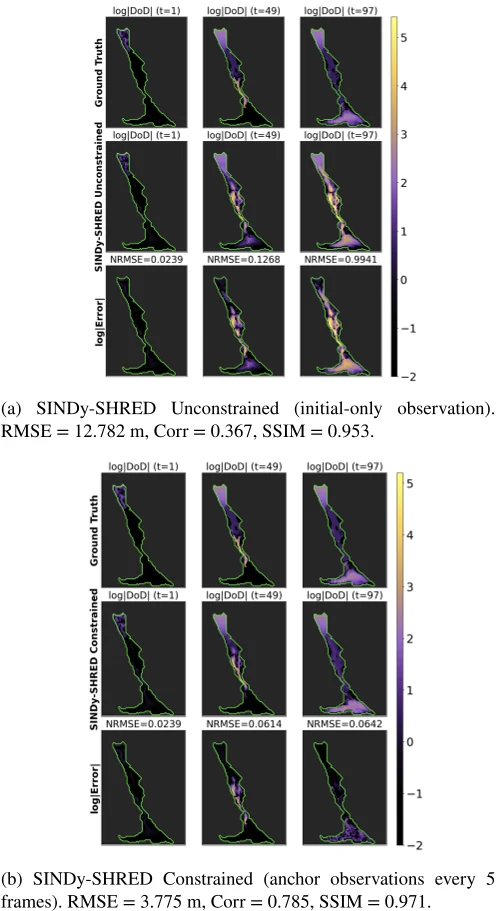 log|DoD| (t=1) log|DoD| (t=49) log|DoD| (t=97)
Ground Truth
5
4
3
2
1
0
−1
−2
log|DoD| (t=1) log|DoD| (t=49) log|DoD| (t=97)
SINDy-SHRED Unconstrained
NRMSE=0.0239 NRMSE=0.1268 NRMSE=0.9941
log|Error|
(a) SINDy-SHRED Unconstrained (initial-only observation).
RMSE = 12.782 m, Corr = 0.367, SSIM = 0.953.
log|DoD| (t=1) log|DoD| (t=49) log|DoD| (t=97)
Ground Truth
5
4
3
2
1
0
−1
−2
log|DoD| (t=1) log|DoD| (t=49) log|DoD| (t=97)
SINDy-SHRED Constrained
NRMSE=0.0239 NRMSE=0.0614 NRMSE=0.0642
log|Error|
(b) SINDy-SHRED Constrained (anchor observations every 5
frames). RMSE = 3.775 m, Corr = 0.785, SSIM = 0.971.